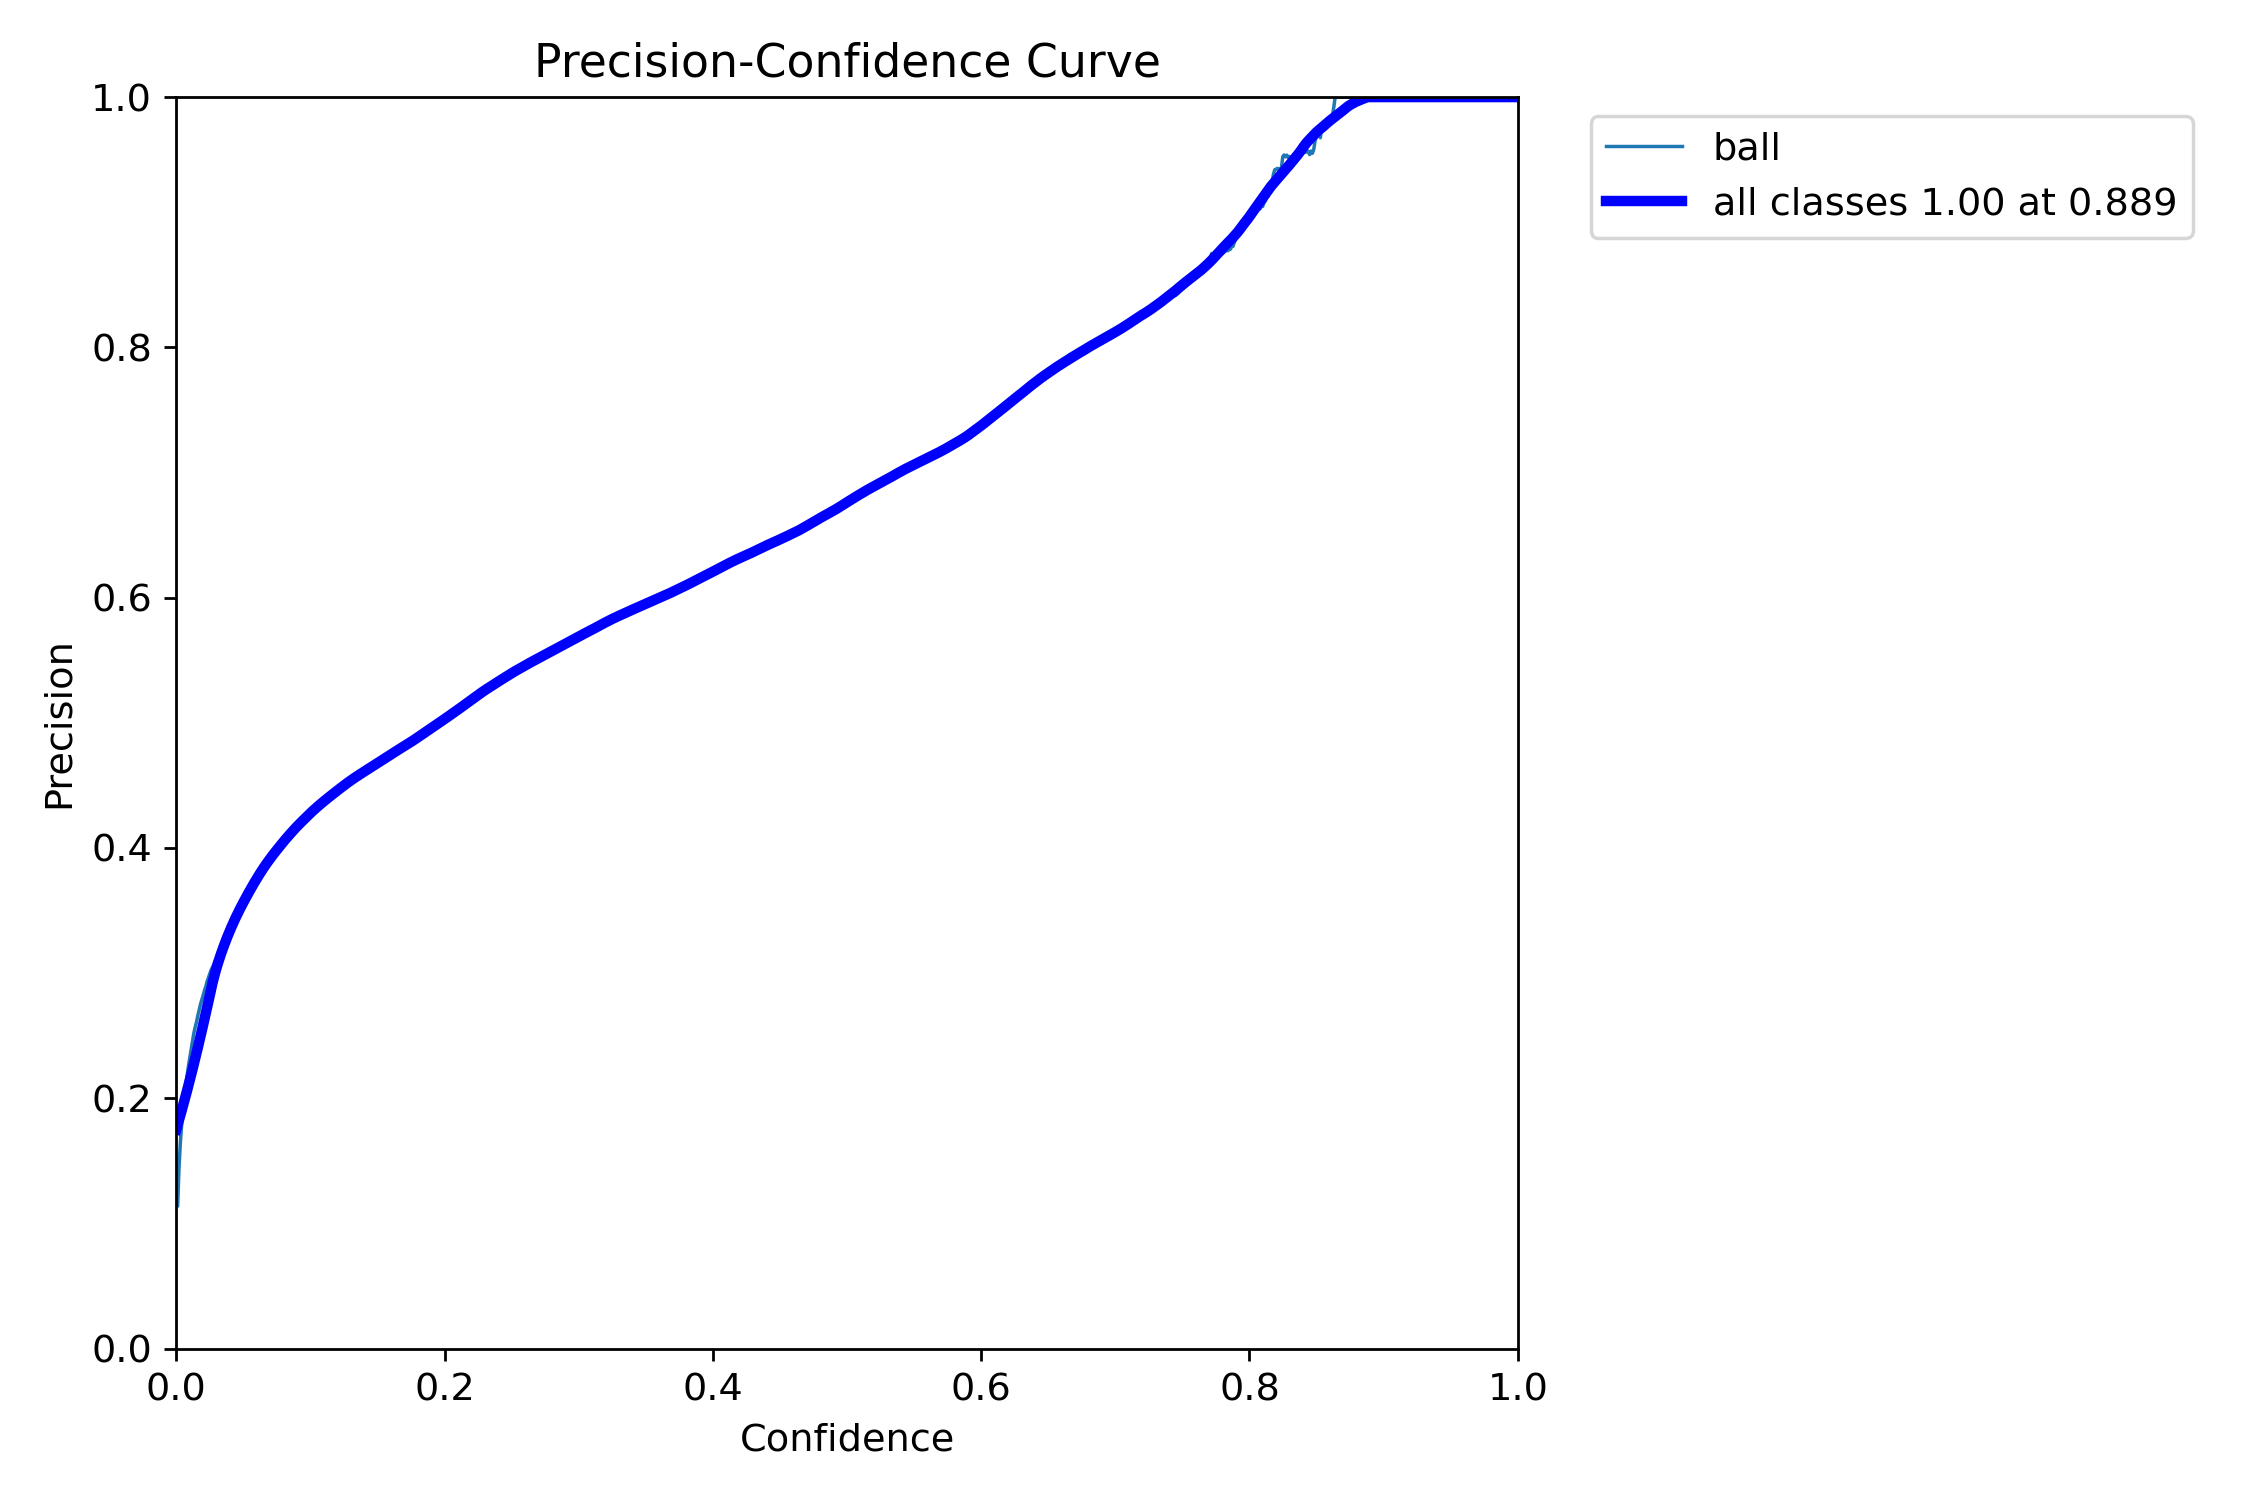 Precision-Confidence Curve
1.0
0.8
0.6
0.4
0.2
0.0
Precision
0.0 0.2 0.4 0.6 0.8 1.0
Confidence
ball
all classes 1.00 at 0.889